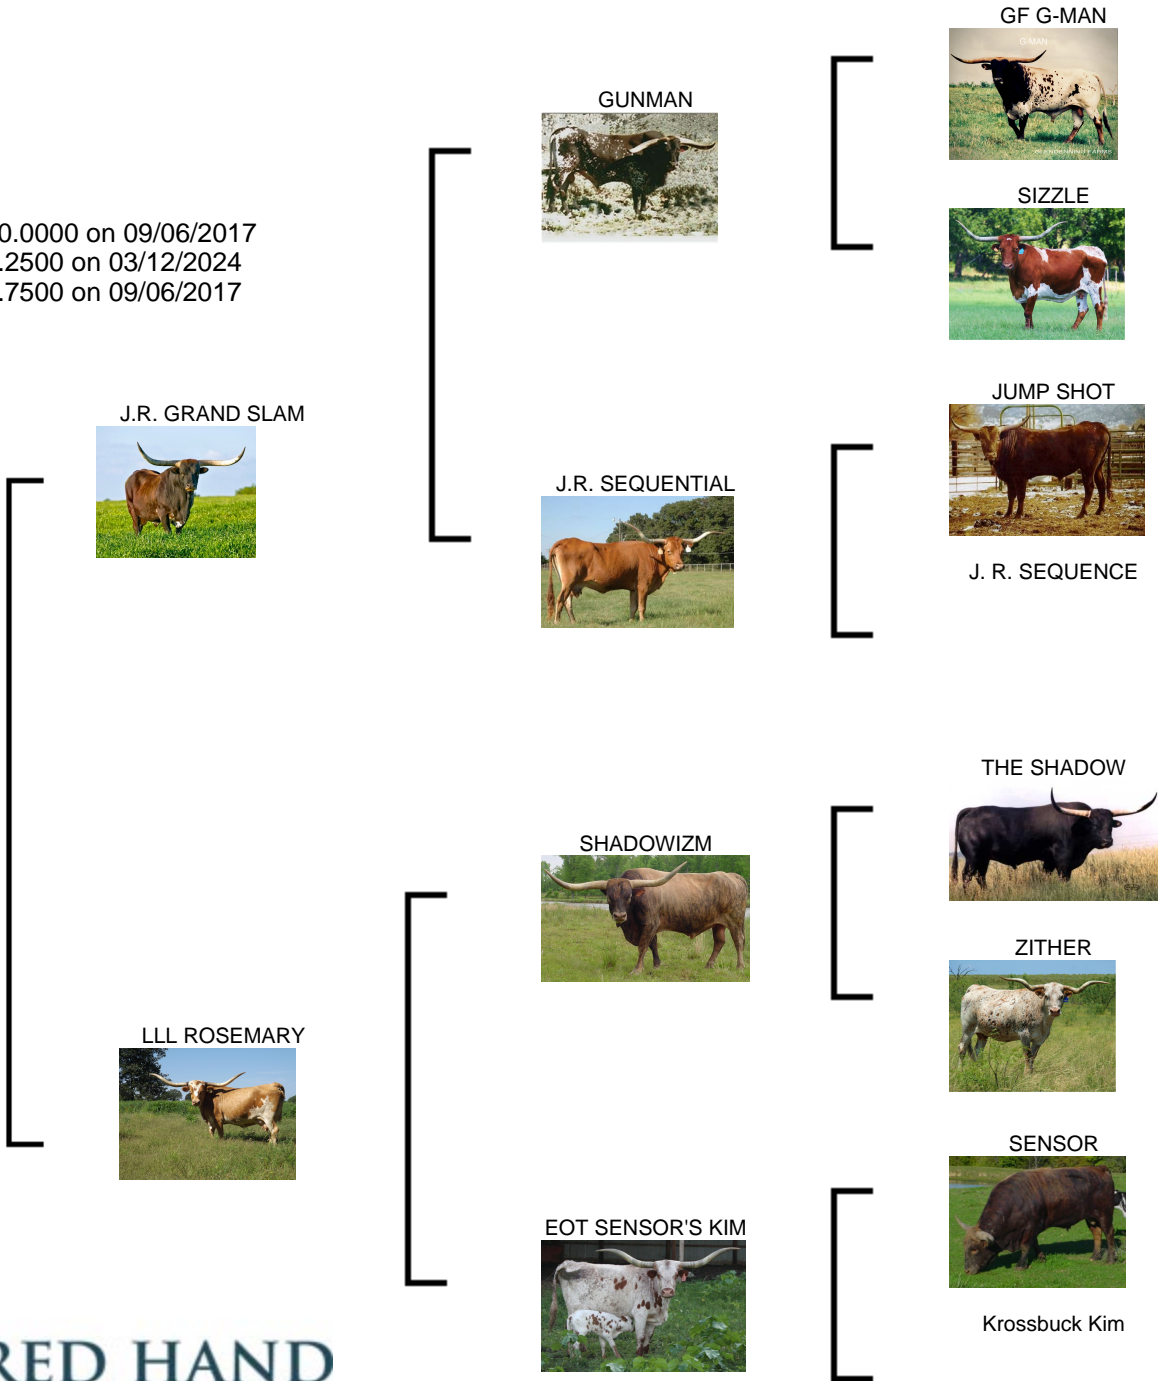 GF G-MAN
G-MAN
GUNMAN
SIZZLE
0.0000 on 09/06/2017
.2500 on 03/12/2024
.7500 on 09/06/2017
JUMP SHOT
J.R. GRAND SLAM
J.R. SEQUENTIAL
J. R. SEQUENCE
THE SHADOW
SHADOWIZM
ZITHER
LLL ROSEMARY
SENSOR
EOT SENSOR'S KIM
Krossbuck Kim
RED HAND